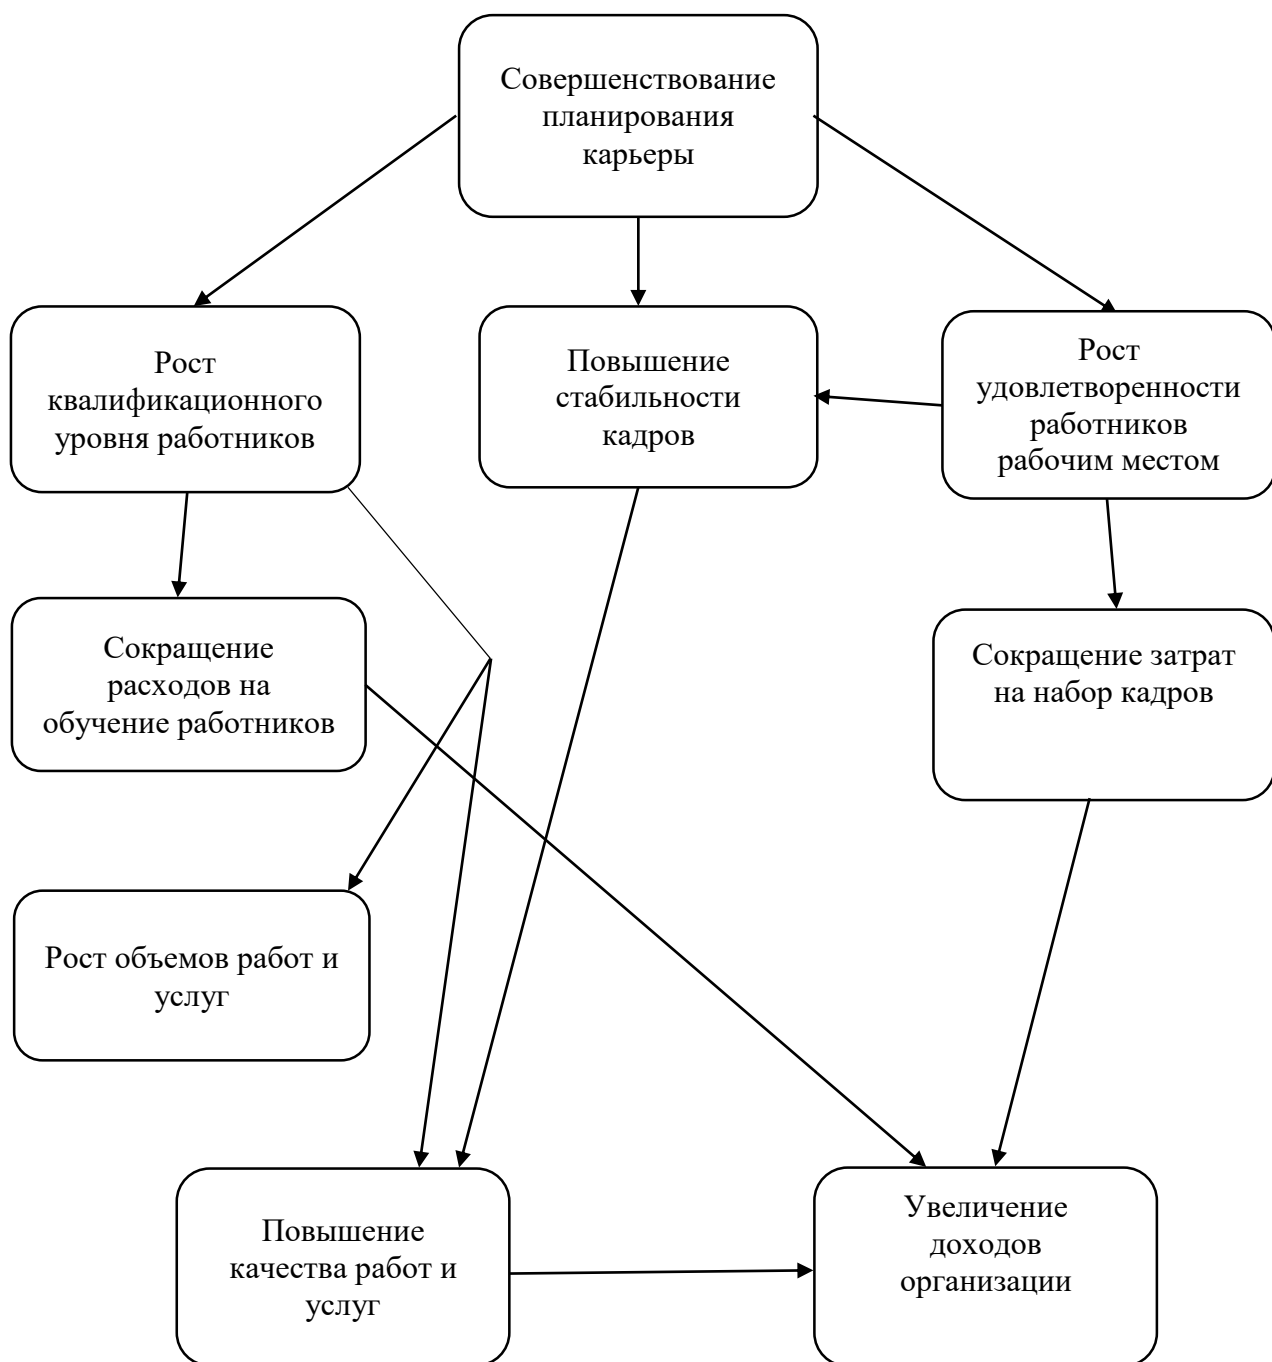 Совершенствование
планирования
карьеры
Рост
квалификационного
уровня работников
Повышение
стабильности
кадров
Рост
удовлетворенности
работников
рабочим местом
Сокращение
расходов на
обучение работников
Сокращение затрат
на набор кадров
Рост объемов работ и
услуг
Повышение
качества работ и
услуг
Увеличение
доходов
организации